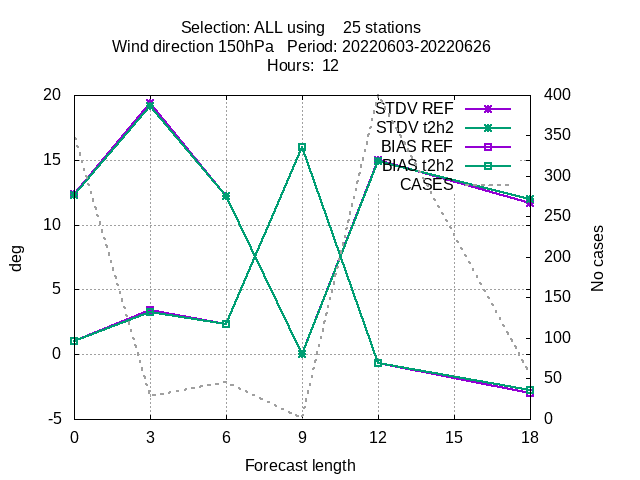 Selection: ALL using    25 stations
Wind direction 150hPa   Period: 20220603-20220626
Hours:  12
20
15
10
5
0
-5
400
350
300
250
200
150
100
50
0
0 3 6 9 12 15 18
deg
No cases
Forecast length
STDV REF
STDV t2h2
BIAS REF
BIAS t2h2
CASES